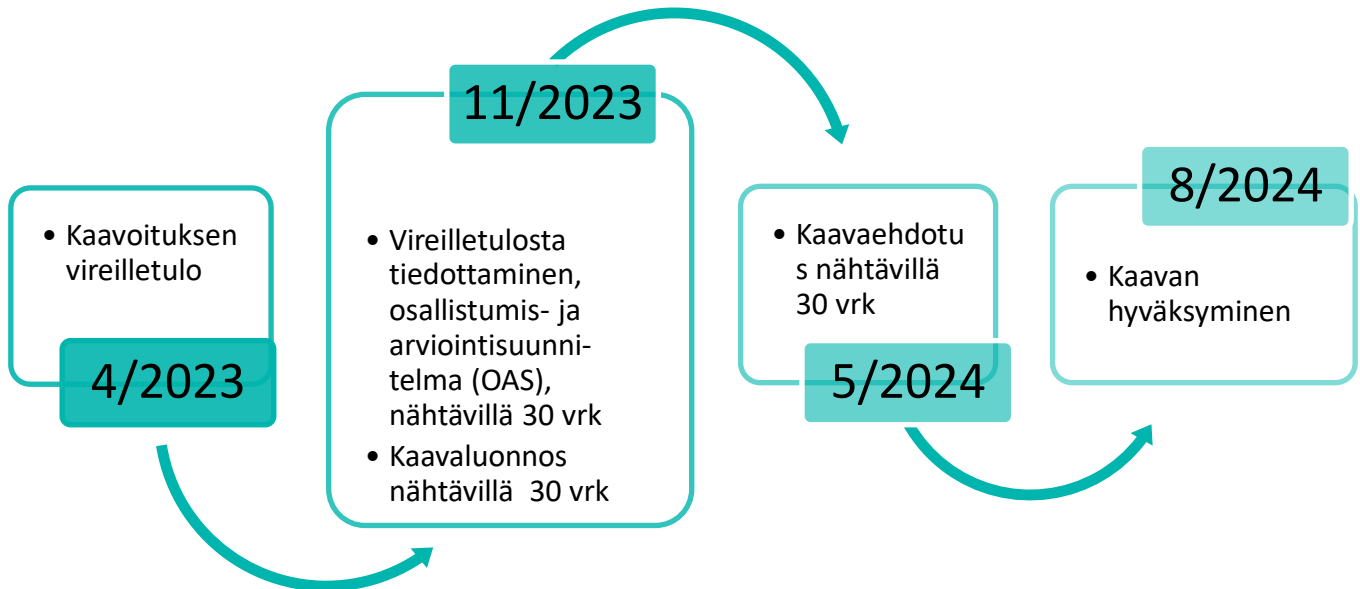 • Kaavoituksen
vireilletulo
4/2023
11/2023
• Vireilletulosta
tiedottaminen,
osallistumis- ja
arviointisuunni-
telma (OAS),
nähtävillä 30 vrk
• Kaavaluonnos
nähtävillä 30 vrk
• Kaavaehdotu
s nähtävillä
30 vrk
5/2024
8/2024
• Kaavan
hyväksyminen